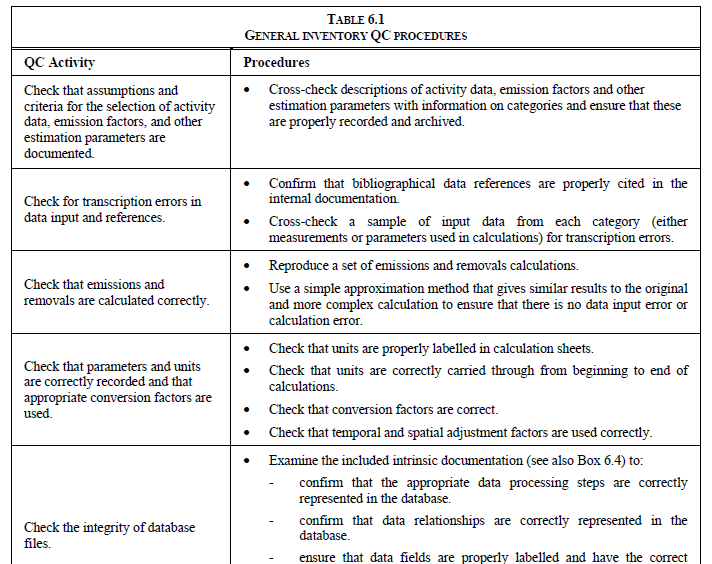 TABLE 6.1
GENERAL INVENTORY QC PROCEDURES
QC Activity
Procedures
Check that assumptions and
criteria for the selection of activity
data, emission factors, and other
estimation parameters are
documented.
• Cross-check descriptions of activity data, emission factors and other
estimation parameters with information on categories and ensure that these
are properly recorded and archived.
Check for transcription errors in
data input and references.
• Confirm that bibliographical data references are properly cited in the
internal documentation.
• Cross-check a sample of input data from each category (either
measurements or parameters used in calculations) for transcription errors.
Check that emissions and
removals are calculated correctly.
• Reproduce a set of emissions and removals calculations.
• Use a simple approximation method that gives similar results to the original
and more complex calculation to ensure that there is no data input error or
calculation error.
Check that parameters and units
are correctly recorded and that
appropriate conversion factors are
used.
• Check that units are properly labelled in calculation sheets.
• Check that units are correctly carried through from beginning to end of
calculations.
• Check that conversion factors are correct.
• Check that temporal and spatial adjustment factors are used correctly.
Check the integrity of database
files.
• Examine the included intrinsic documentation (see also Box 6.4) to:
- confirm that the appropriate data processing steps are correctly
represented in the database.
- confirm that data relationships are correctly represented in the
database.
- ensure that data fields are properly labelled and have the correct